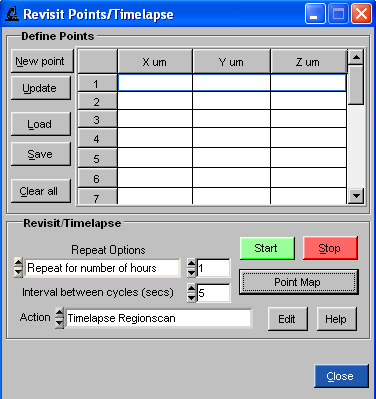 Revisit Points/Timelapse
Define Points
New point
Update
Load
Save
Clear all
X um Y um Z um
1
2
3
4
5
6
7
Revisit/Timelapse
Repeat Options
Repeat for number of hours 1
Start Stop
Interval between cycles (secs) 5
Point Map
Action Timelapse Regionscan
Edit Help
Close